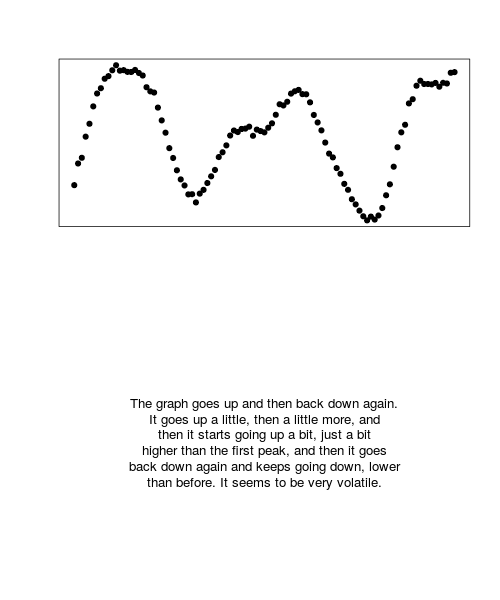 The graph goes up and then back down again.
It goes up a little, then a little more, and
then it starts going up a bit, just a bit
higher than the first peak, and then it goes
back down again and keeps going down, lower
than before. It seems to be very volatile.